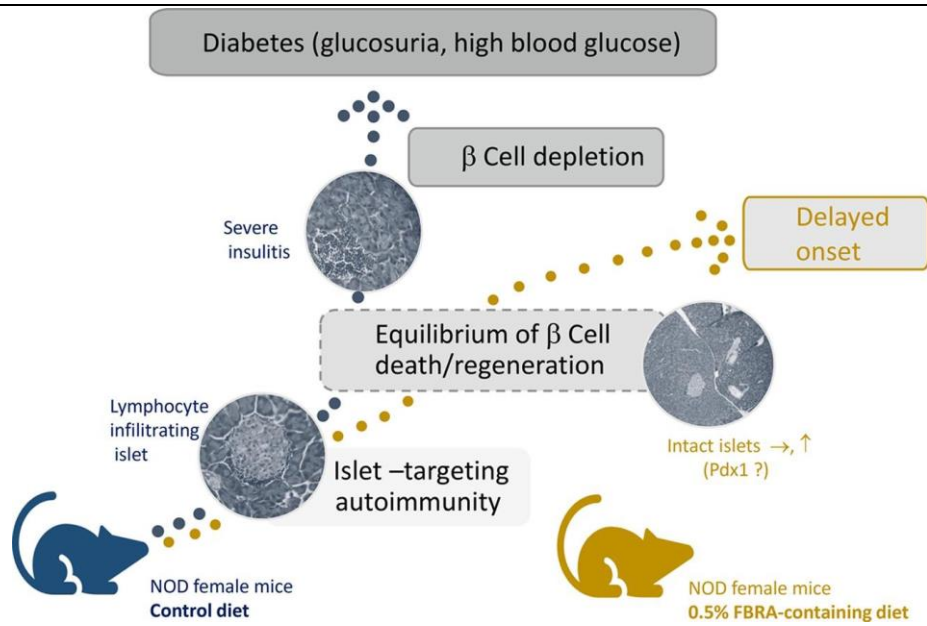 Diabetes (glucosuria, high blood glucose)
β Cell depletion
Severe
insulitis
Delayed
onset
Equilibrium of β Cell
death/regeneration
Lymphocyte
infiltrating
islet
Intact islets →, ↑
(Pdx1 ?)
Islet –targeting
autoimmunity
NOD female mice
Control diet
NOD female mice
0.5% FBRA-containing diet